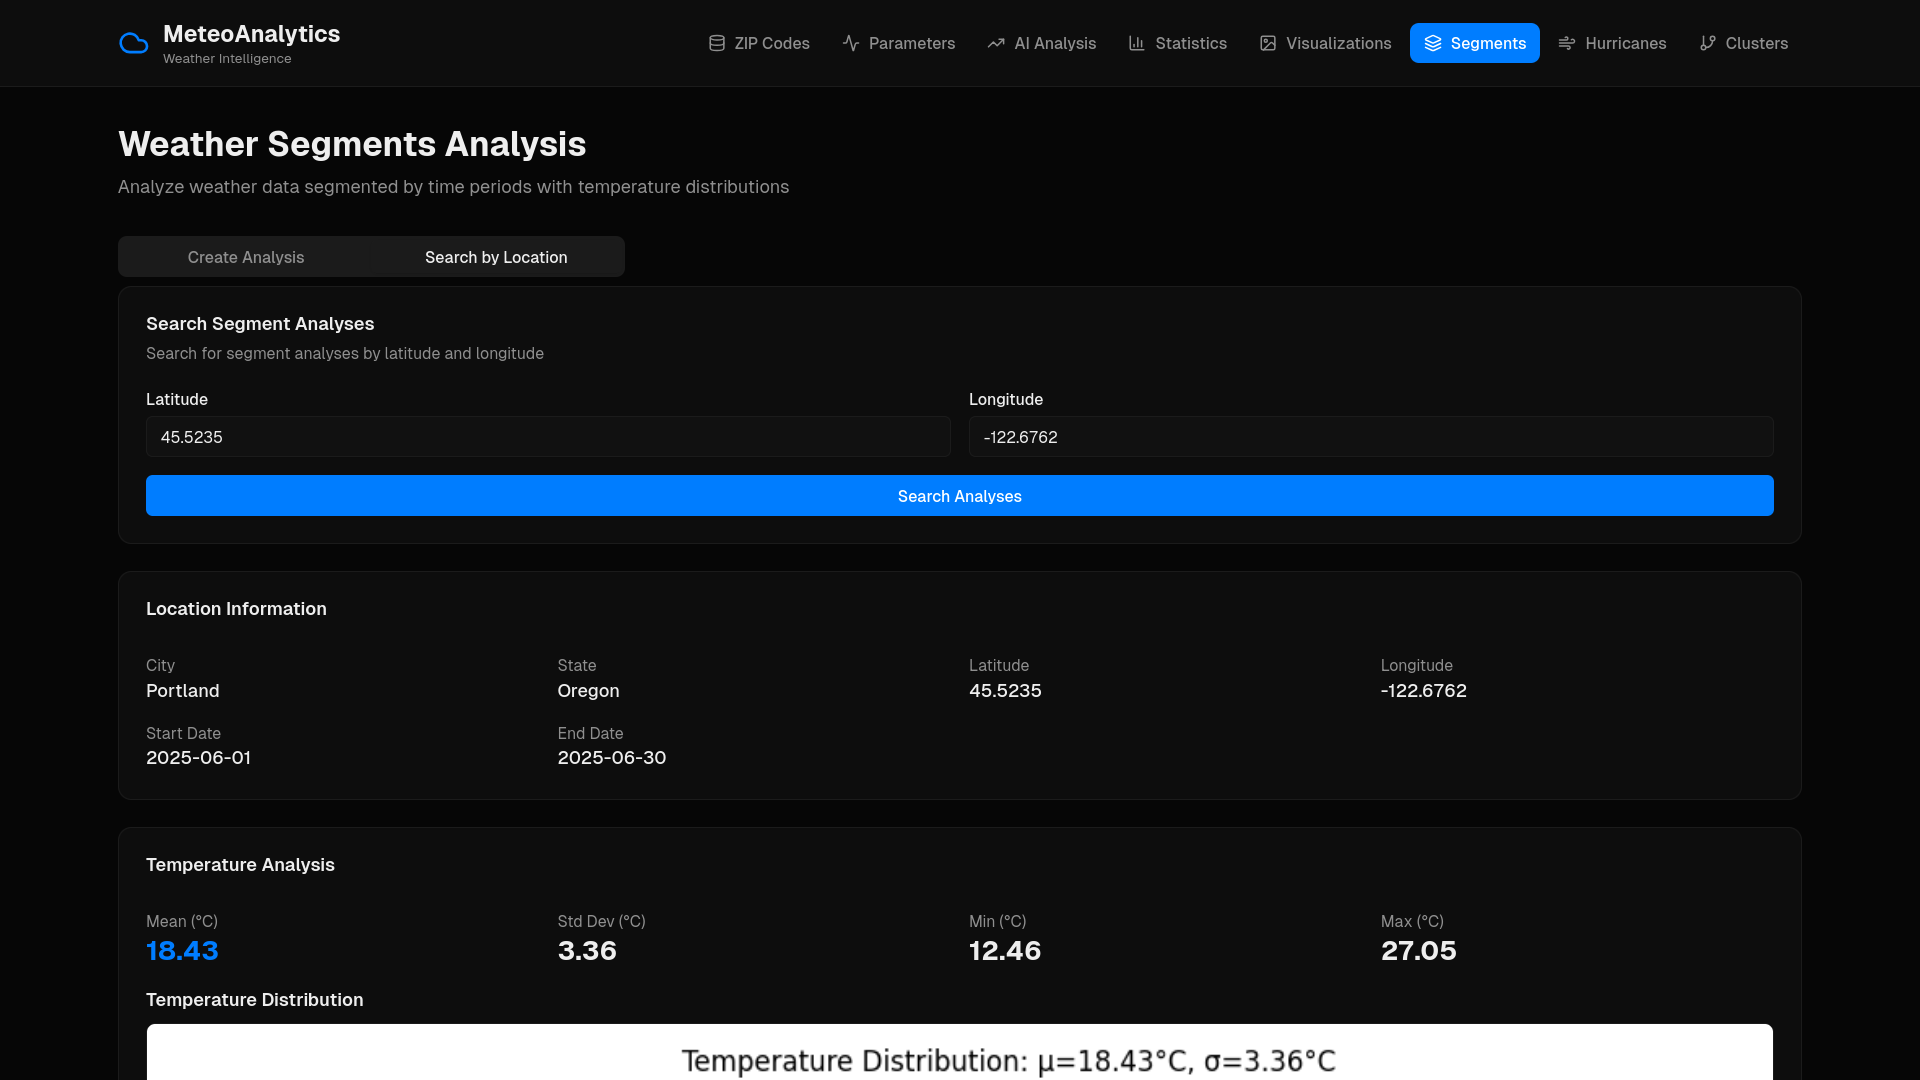 MeteoAnalytics
Weather Intelligence
ZIP Codes
Parameters
AI Analysis
Statistics
Visualizations
Segments
Hurricanes
Clusters
Weather Segments Analysis
Analyze weather data segmented by time periods with temperature distributions
Create Analysis
Search by Location
Search Segment Analyses
Search for segment analyses by latitude and longitude
Latitude
Longitude
45.5235
-122.6762
Search Analyses
Location Information
City
State
Latitude
Longitude
Portland
Oregon
45.5235
-122.6762
Start Date
End Date
2025-06-01
2025-06-30
Temperature Analysis
Mean (°C)
Std Dev (°C)
Min (°C)
Max (°C)
18.43
3.36
12.46
27.05
Temperature Distribution
Temperature Distribution: μ=18.43°C, σ=3.36°C